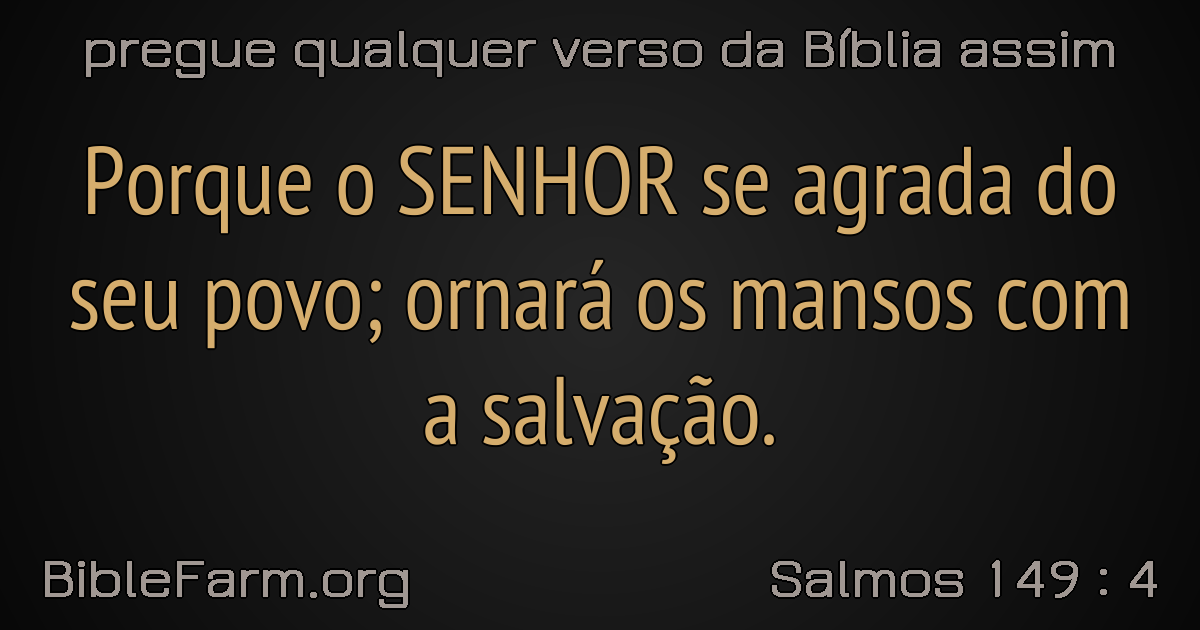 pregue qualquer verso da Bíblia assim
Porque o SENHOR se agrada do
seu povo; ornará os mansos com
a salvação.
BibleFarm.org
Salmos 149 : 4